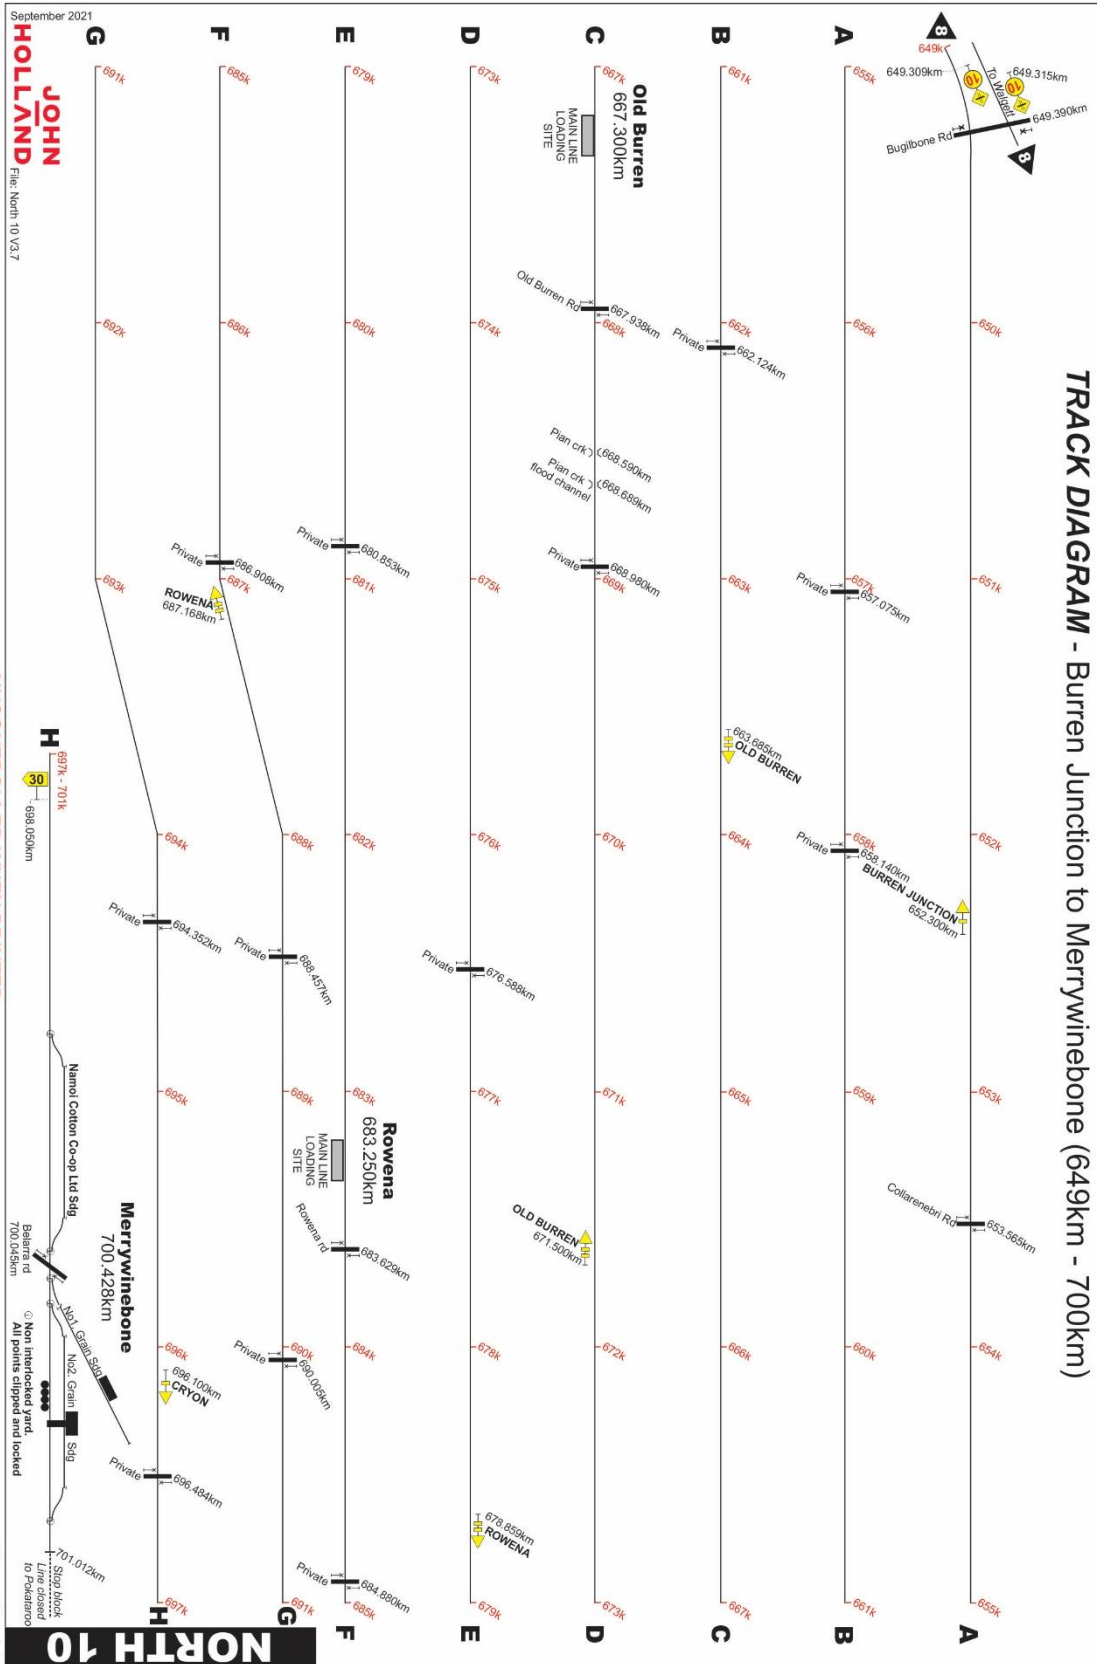 TRACK DIAGRAM - Burren Junction to Merrywinebone (649km - 700km)
8
649k
649.309km
10
X
To Walgett
10
X
649.315km
649.390km
Bugilbone Rd
8
650k
651k
652k
BURREN JUNCTION
652.300km
653k
Collarenebri Rd
653.565km
654k
655k
A
A
655k
656k
Private
657k
657.075km
Private
658k
658.140km
659k
660k
661k
B
B
661k
662k
Private
662.124km
663k
663.685km
OLD BURREN
664k
665k
666k
667k
C
C
667k
Old Burren
667.300km
MAIN LINE
LOADING
SITE
Old Burren Rd
667.938km
668k
Pian crk
668.590km
Pian crk
flood channel
668.689km
Private
668.980km
669k
670k
671k
OLD BURREN
671.500km
672k
673k
D
D
673k
674k
675k
676k
Private
676.588km
677k
678k
678.859km
ROWENA
679k
E
E
679k
680k
Private
680.853km
681k
682k
683k
Rowena
683.250km
MAIN LINE
LOADING
SITE
Rowena rd
683.629km
684k
Private
684.880km
685k
F
F
685k
686k
Private
686.908km
687k
ROWENA
687.168km
688k
Private
688.457km
689k
690k
Private
690.005km
691k
G
G
691k
692k
693k
694k
Private
694.352km
695k
696k
696.100km
CRYON
Private
696.484km
697k
H
H
697k - 701k
30
698.050km
Namoi Cotton Co-op Ltd Sdg
Belarra rd
700.045km
Merrywinebone
700.428km
No1. Grain Sdg
No2. Grain Sdg
Non interlocked yard.
All points clipped and locked
701.012km
Stop block
Line closed
to Pokataroo
September 2021
JOHN
HOLLAND
File: North 10 V3.7
NORTH 10